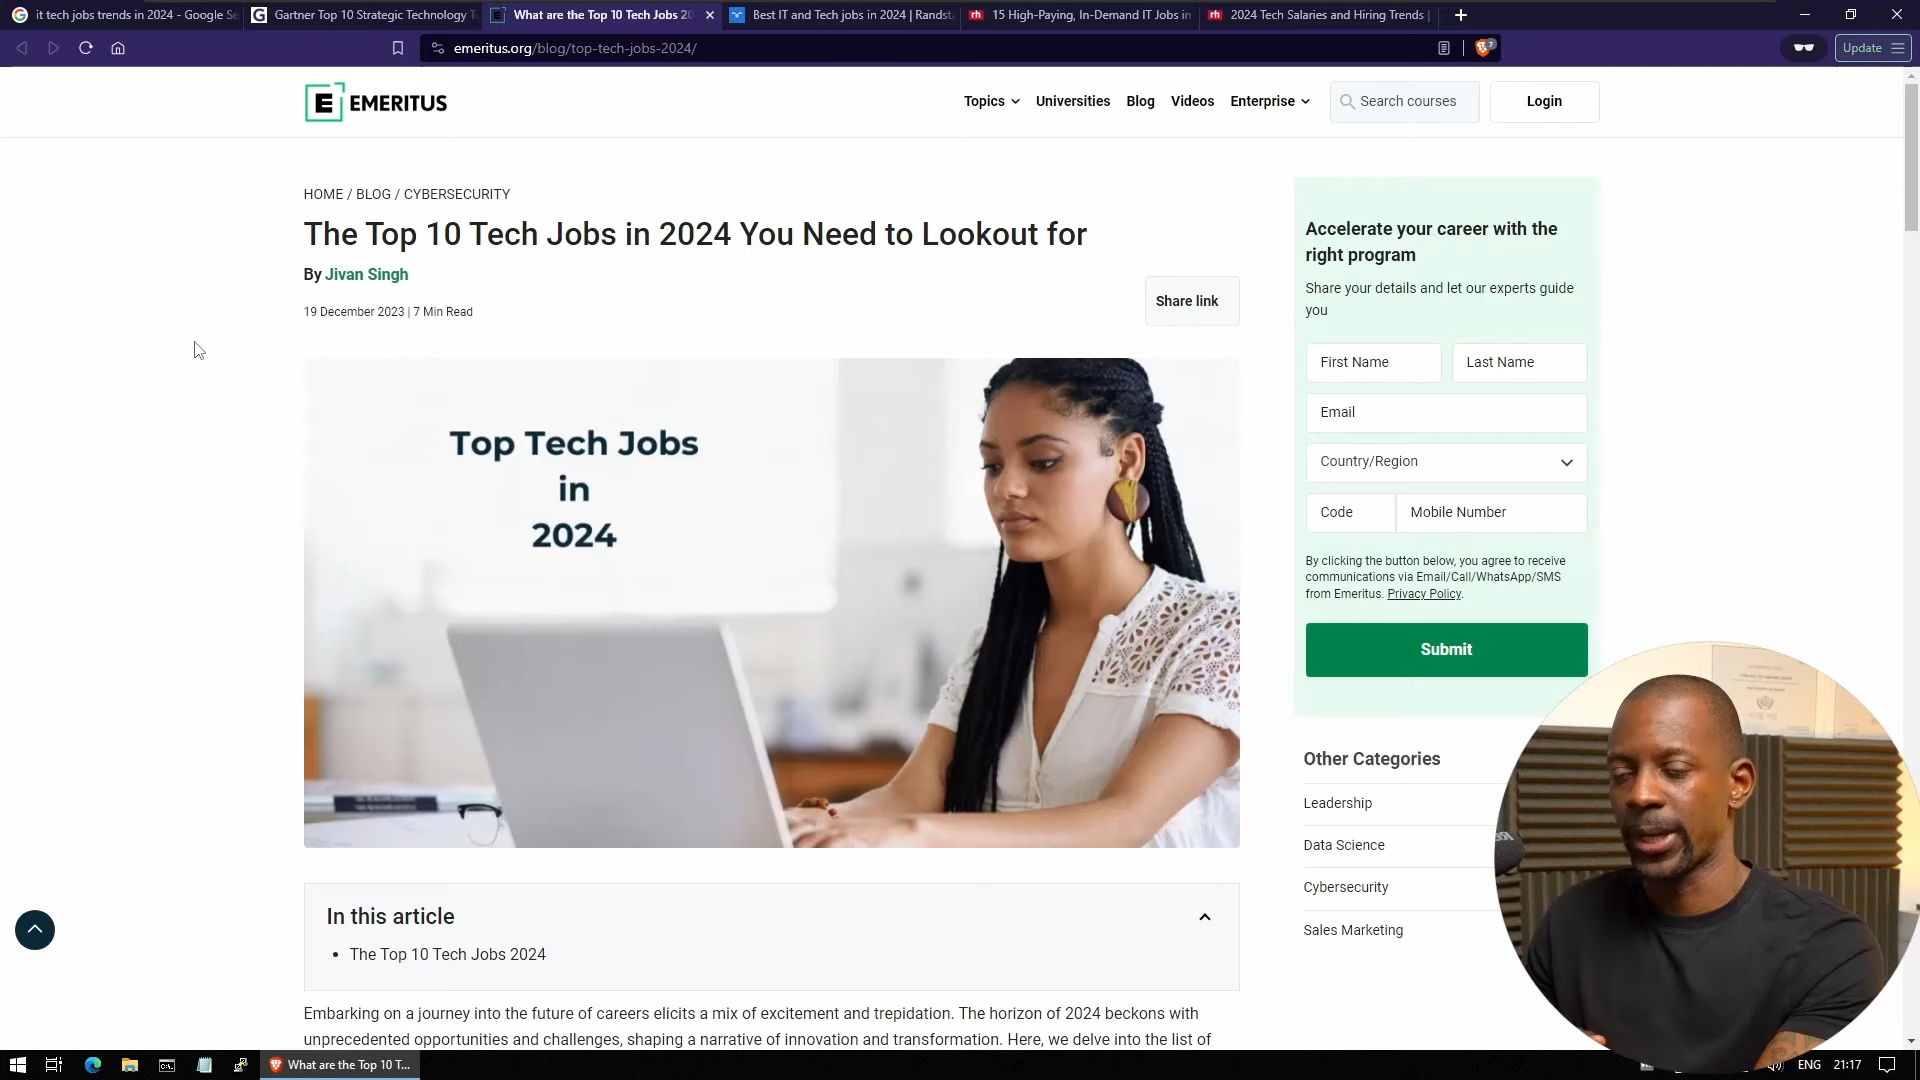 it tech jobs trends in 2024 - Google Se
Gartner Top 10 Strategic Technology T
What are the Top 10 Tech Jobs 20
Best IT and Tech jobs in 2024 | Randsta
15 High-Paying, In-Demand IT Jobs in
2024 Tech Salaries and Hiring Trends |
emeritus.org/blog/top-tech-jobs-2024/
7
Update
E EMERITUS
Topics
Universities
Blog
Videos
Enterprise
Search courses
Login
HOME / BLOG / CYBERSECURITY
The Top 10 Tech Jobs in 2024 You Need to Lookout for
By Jivan Singh
19 December 2023 | 7 Min Read
Share link
Top Tech Jobs
in
2024
In this article
The Top 10 Tech Jobs 2024
Embarking on a journey into the future of careers elicits a mix of excitement and trepidation. The horizon of 2024 beckons with
unprecedented opportunities and challenges, shaping a narrative of innovation and transformation. Here, we delve into the list of
Accelerate your career with the
right program
Share your details and let our experts guide
you
First Name
Last Name
Email
Country/Region
Code
Mobile Number
By clicking the button below, you agree to receive
communications via Email/Call/WhatsApp/SMS
from Emeritus. Privacy Policy.
Submit
Other Categories
Leadership
Data Science
Cybersecurity
Sales Marketing
What are the Top 10 T...
ENG
21:17